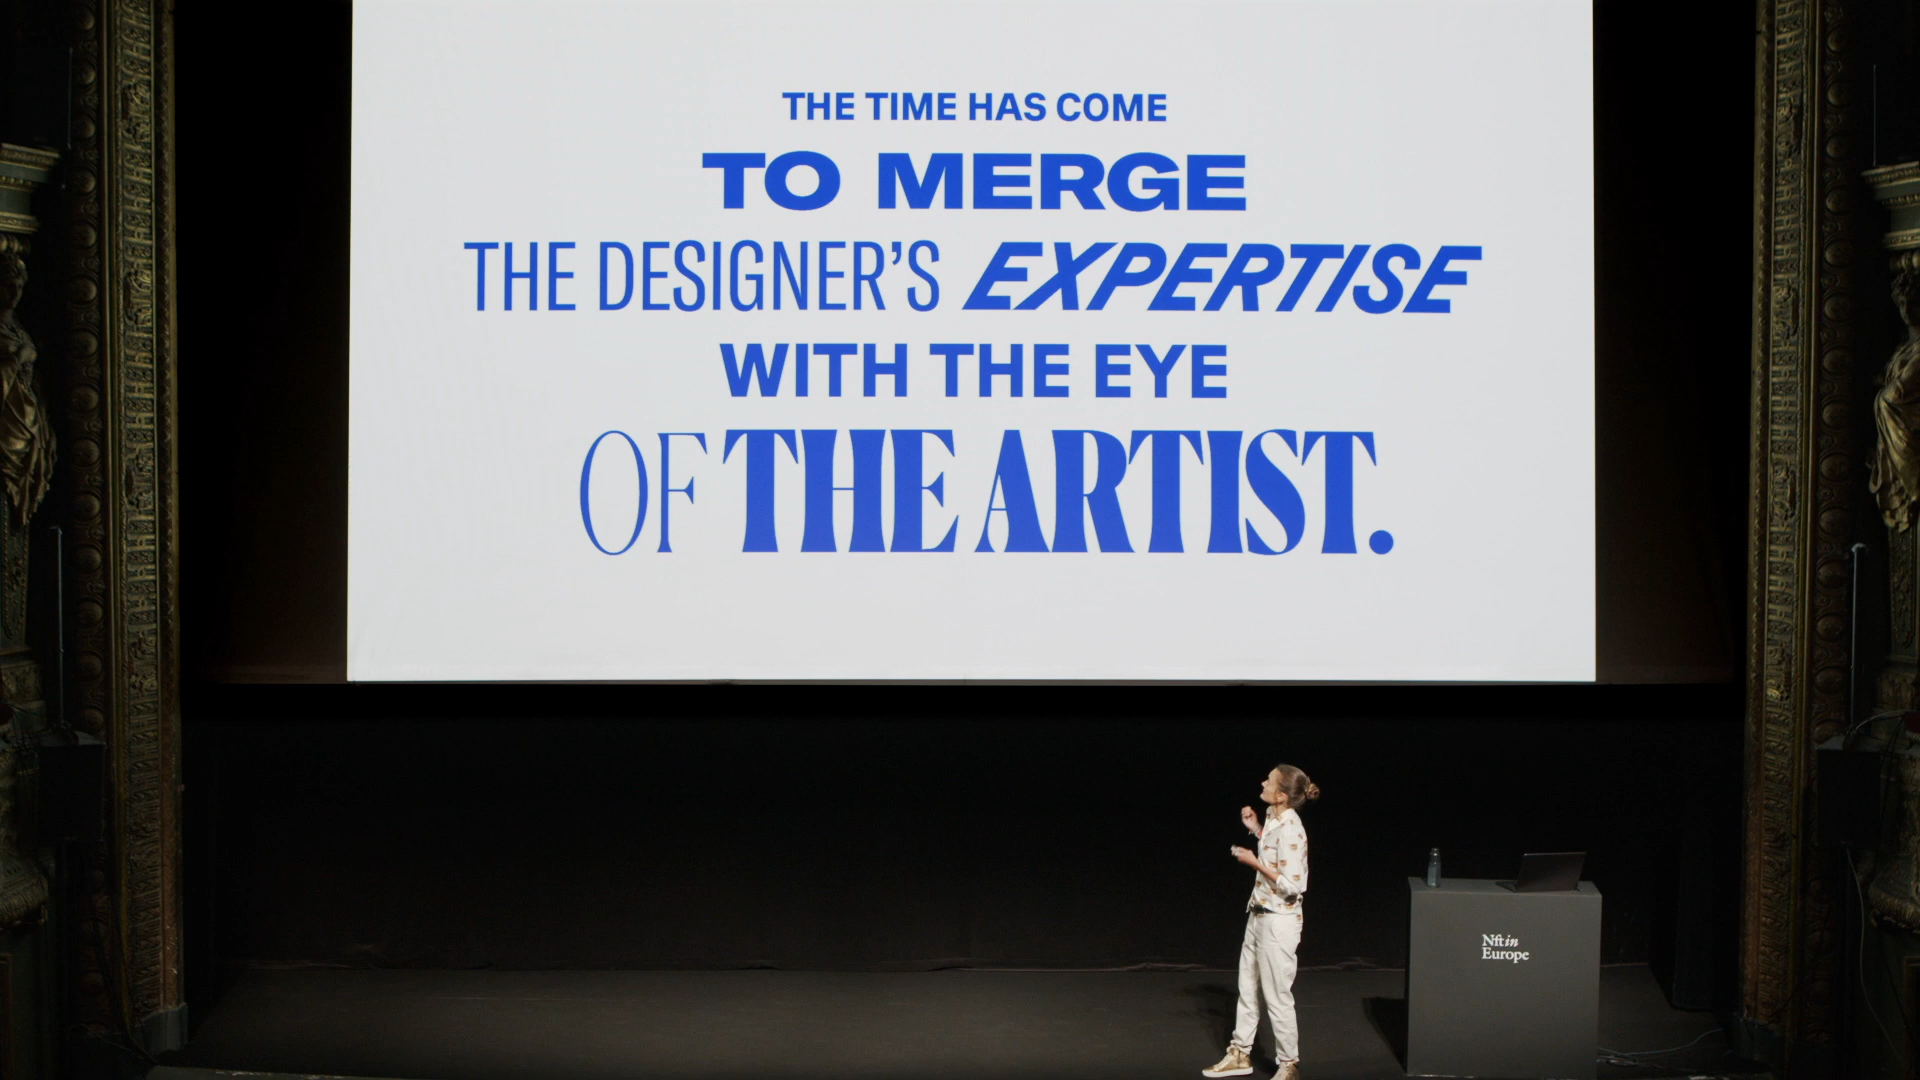 THE TIME HAS COME
TO MERGE
THE DESIGNER’S EXPERTISE
WITH THE EYE
OF THE ARTIST.
Nft in
Europe